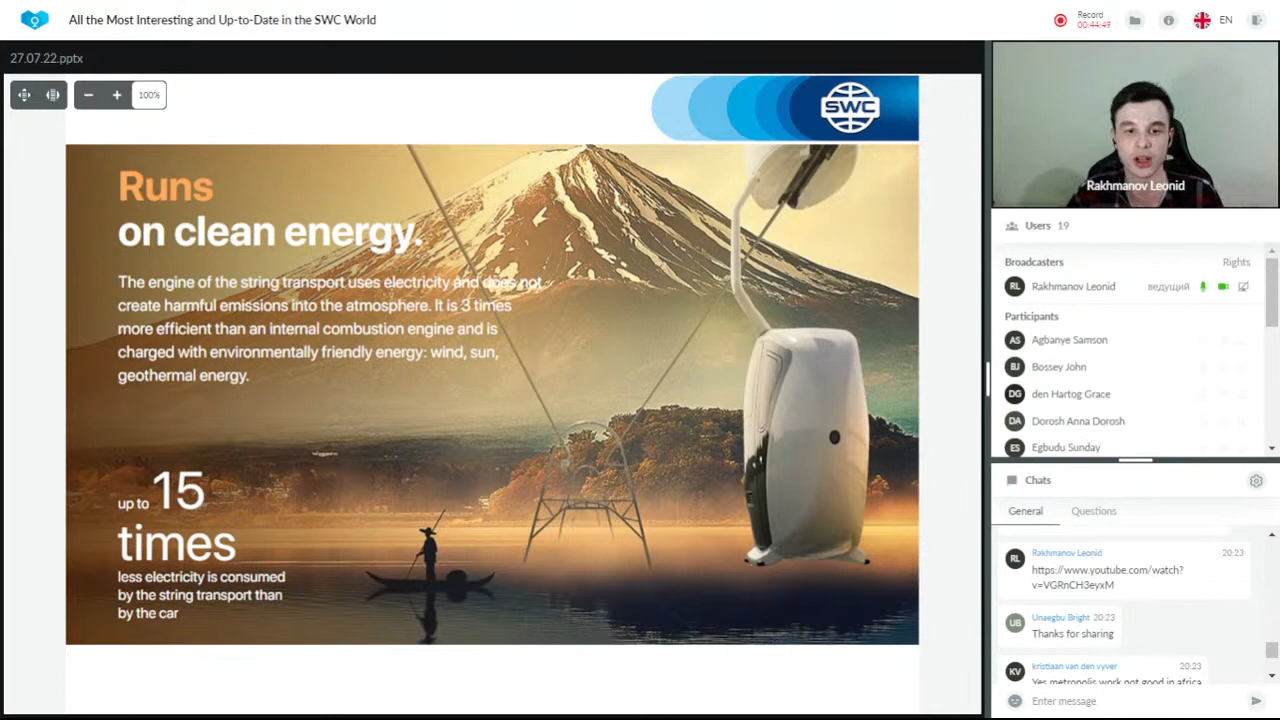 All the Most Interesting and Up-to-Date in the SWC World
Record
00:44:49
EN
27.07.22.pptx
100%
SWC
Runs
on clean energy.
The engine of the string transport uses electricity and does not
create harmful emissions into the atmosphere. It is 3 times
more efficient than an internal combustion engine and is
charged with environmentally friendly energy: wind, sun,
geothermal energy.
up to 15
times
less electricity is consumed
by the string transport than
by the car
Rakhmanov Leonid
Users 19
Broadcasters Rights
RL Rakhmanov Leonid ведущий
Participants
AS Agbanye Samson
BJ Bossey John
DG den Hartog Grace
DA Dorosh Anna Dorosh
ES Egbudu Sunday
Chats
General Questions
RL Rakhmanov Leonid 20:23
https://www.youtube.com/watch?
v=VGRnCH3eyxM
UB Unaegbu Bright 20:23
Thanks for sharing
KV kristiaan van den vyver 20:23
Yes metropolis work not good in africa
Enter message